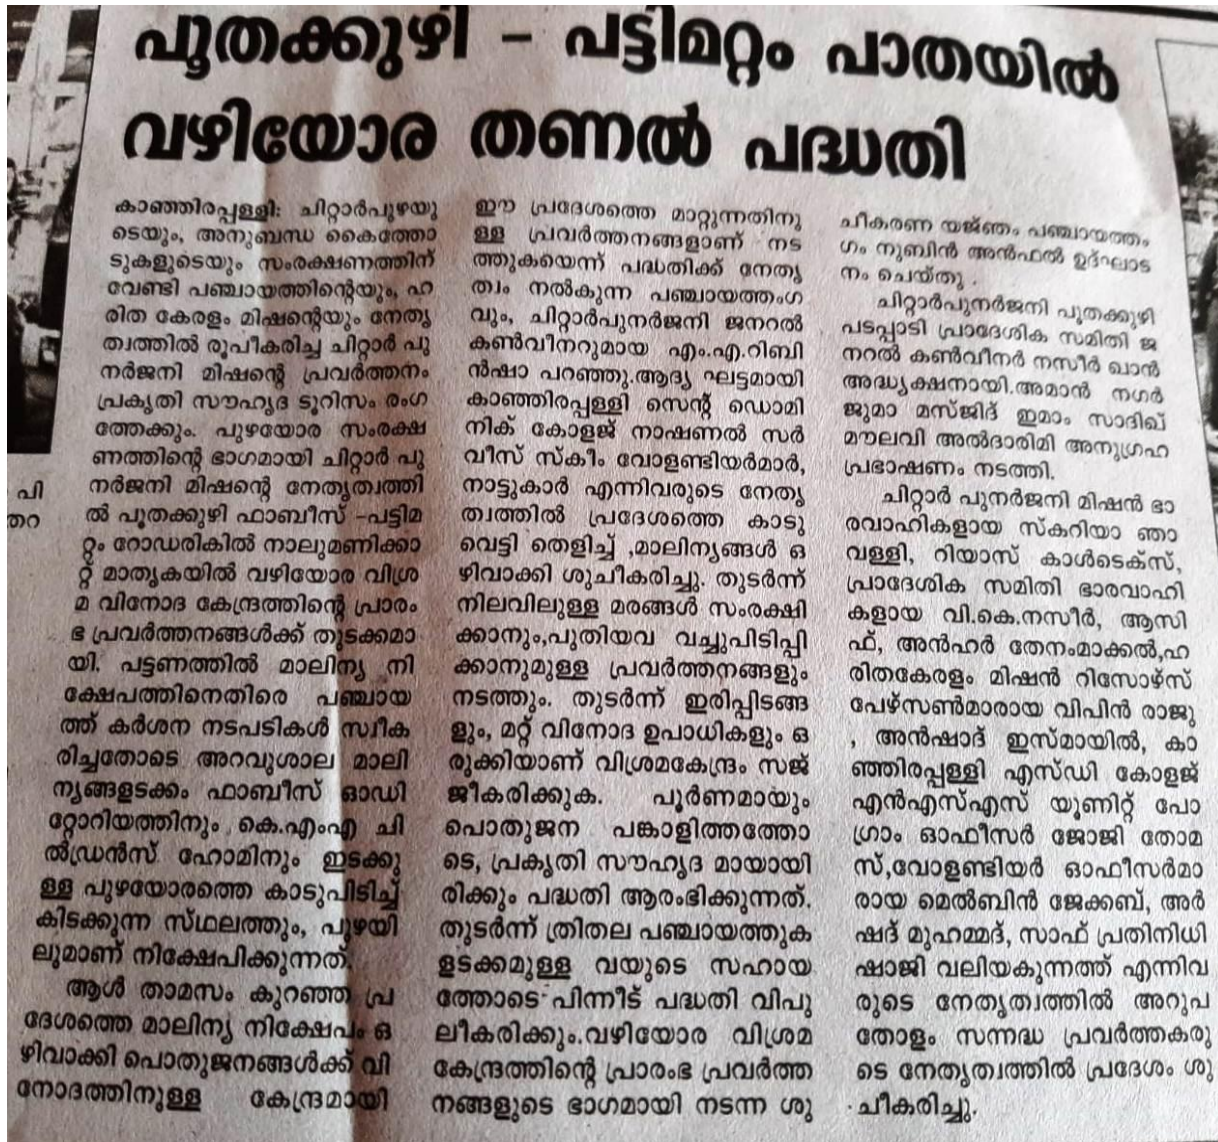 പൂതക്കുഴി - പട്ടിമറ്റം പാതയിൽ
വഴിയോര തണൽ പദ്ധതി
കാഞ്ഞിരപ്പള്ളി: ചിറ്റാർപുഴയു
ടെയും, അനുബന്ധ കൈത്തോ
ടുകളുടെയും സംരക്ഷണത്തിന്
വേണ്ടി പഞ്ചായത്തിന്റെയും, ഹ
രിത കേരളം മിഷന്റെയും നേതൃ
ത്വത്തിൽ രൂപീകരിച്ച ചിറ്റാർ പു
നർജനി മിഷന്റെ പ്രവർത്തനം
പ്രകൃതി സൗഹൃദ ടൂറിസം രംഗ
ത്തേക്കും. പുഴയോര സംരക്ഷ
ണത്തിന്റെ ഭാഗമായി ചിറ്റാർ പു
നർജനി മിഷന്റെ നേതൃത്വത്തി
ൽ പൂതക്കുഴി ഫാബീസ് -പട്ടിമ
റ്റം റോഡരികിൽ നാലുമണിക്കാ
റ്റ് മാതൃകയിൽ വഴിയോര വിശ്ര
മ വിനോദ കേന്ദ്രത്തിന്റെ പ്രാരം
ഭ പ്രവർത്തനങ്ങൾക്ക് തുടക്കമാ
യി. പട്ടണത്തിൽ മാലിന്യ നി
ക്ഷേപത്തിനെതിരെ പഞ്ചായ
ത്ത് കർശന നടപടികൾ സ്വീക
രിച്ചതോടെ അറവുശാല മാലി
ന്യങ്ങളടക്കം ഫാബീസ് ഓഡി
റ്റോറിയത്തിനും കെ.എംഎ ചി
ൽഡ്രൻസ് ഹോമിനും ഇടക്കു
ള്ള പുഴയോരത്തെ കാടുപിടിച്ച്
കിടക്കുന്ന സ്ഥലത്തും, പുഴയി
ലുമാണ് നിക്ഷേപിക്കുന്നത്.
ആൾ താമസം കുറഞ്ഞ പ്ര
ദേശത്തെ മാലിന്യ നിക്ഷേപം ഒ
ഴിവാക്കി പൊതുജനങ്ങൾക്ക് വി
നോദത്തിനുള്ള കേന്ദ്രമായി
ഈ പ്രദേശത്തെ മാറ്റുന്നതിനു
ള്ള പ്രവർത്തനങ്ങളാണ് നട
ത്തുകയെന്ന് പദ്ധതിക്ക് നേതൃ
ത്വം നൽകുന്ന പഞ്ചായത്തംഗ
വും, ചിറ്റാർപുനർജനി ജനറൽ
കൺവീനറുമായ എം.എ.റിബി
ൻഷാ പറഞ്ഞു.ആദ്യ ഘട്ടമായി
കാഞ്ഞിരപ്പള്ളി സെന്റ് ഡൊമി
നിക് കോളജ് നാഷണൽ സർ
വീസ് സ്കീം വോളണ്ടിയർമാർ,
നാട്ടുകാർ എന്നിവരുടെ നേതൃ
ത്വത്തിൽ പ്രദേശത്തെ കാടു
വെട്ടി തെളിച്ച് ,മാലിന്യങ്ങൾ ഒ
ഴിവാക്കി ശുചീകരിച്ചു. തുടർന്ന്
നിലവിലുള്ള മരങ്ങൾ സംരക്ഷി
ക്കാനും,പുതിയവ വച്ചുപിടിപ്പി
ക്കാനുമുള്ള പ്രവർത്തനങ്ങളും
നടത്തും. തുടർന്ന് ഇരിപ്പിടങ്ങ
ളും, മറ്റ് വിനോദ ഉപാധികളും ഒ
രുക്കിയാണ് വിശ്രമകേന്ദ്രം സജ്
ജീകരിക്കുക. പൂർണമായും
പൊതുജന പങ്കാളിത്തത്തോ
ടെ, പ്രകൃതി സൗഹൃദ മായായി
രിക്കും പദ്ധതി ആരംഭിക്കുന്നത്.
തുടർന്ന് ത്രിതല പഞ്ചായത്തുക
ളടക്കമുള്ള വയുടെ സഹായ
ത്തോടെ പിന്നീട് പദ്ധതി വിപു
ലീകരിക്കും.വഴിയോര വിശ്രമ
കേന്ദ്രത്തിന്റെ പ്രാരംഭ പ്രവർത്ത
നങ്ങളുടെ ഭാഗമായി നടന്ന ശു
ചീകരണ യജ്ഞം പഞ്ചായത്തം
ഗം നുബിൻ അൻഫൽ ഉദ്ഘാട
നം ചെയ്തു .
ചിറ്റാർപുനർജനി പൂതക്കുഴി
പടപ്പാടി പ്രാദേശിക സമിതി ജ
നറൽ കൺവീനർ നസീർ ഖാൻ
അദ്ധ്യക്ഷനായി.അമാൻ നഗർ
ജുമാ മസ്ജിദ് ഇമാം സാദിഖ്
മൗലവി അൽദാരിമി അനുഗ്രഹ
പ്രഭാഷണം നടത്തി.
ചിറ്റാർ പുനർജനി മിഷൻ ഭാ
രവാഹികളായ സ്കറിയാ ഞാ
വള്ളി, റിയാസ് കാൾടെക്സ്,
പ്രാദേശിക സമിതി ഭാരവാഹി
കളായ വി.കെ.നസീർ, ആസി
ഫ്, അൻഹർ തേനംമാക്കൽ,ഹ
രിതകേരളം മിഷൻ റിസോഴ്സ്
പേഴ്സൺമാരായ വിപിൻ രാജു
, അൻഷാദ് ഇസ്മായിൽ, കാ
ഞ്ഞിരപ്പള്ളി എസ്ഡി കോളജ്
എൻഎസ്എസ് യൂണിറ്റ് പോ
ഗ്രാം ഓഫീസർ ജോജി തോമ
സ്,വോളണ്ടിയർ ഓഫീസർമാ
രായ മെൽബിൻ ജേക്കബ്, അർ
ഷദ് മുഹമ്മദ്, സാഫ് പ്രതിനിധി
ഷാജി വലിയകുന്നത്ത് എന്നിവ
രുടെ നേതൃത്വത്തിൽ അറുപ
തോളം സന്നദ്ധ പ്രവർത്തകരു
ടെ നേതൃത്വത്തിൽ പ്രദേശം ശു
ചീകരിച്ചു.
പി
തറ